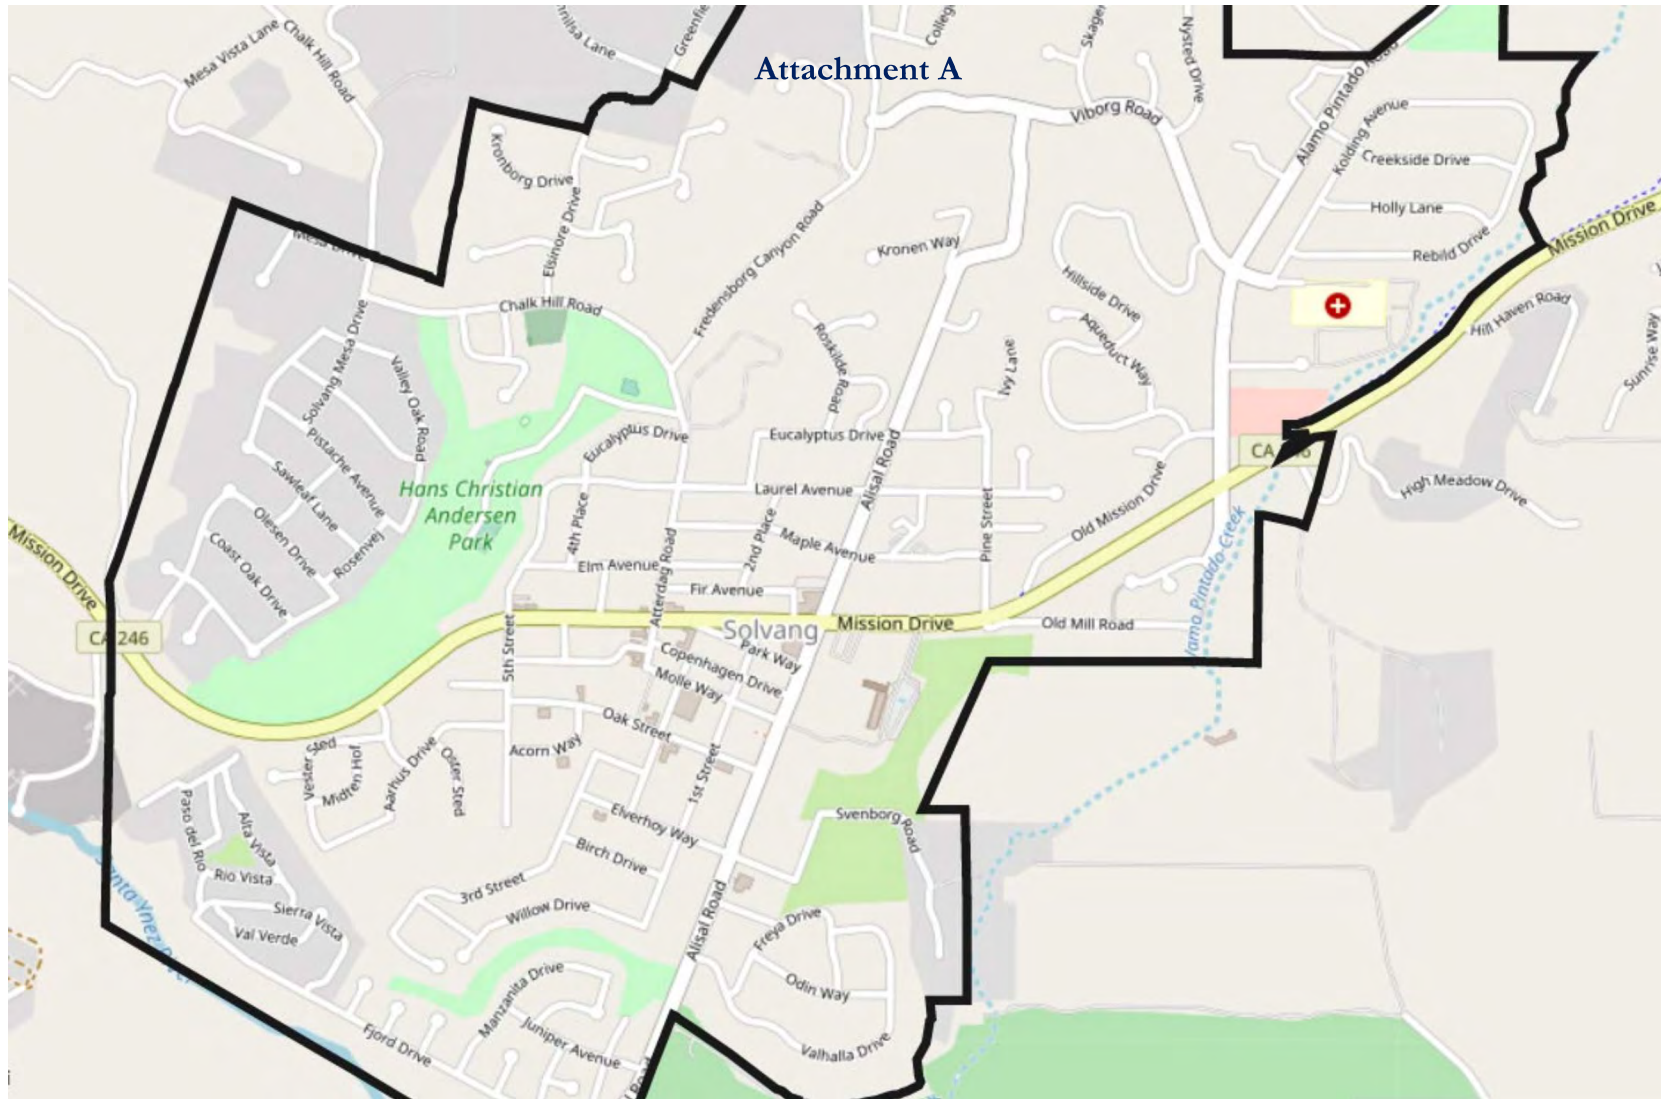 Attachment A
Mesa Vista Lane
Chalk Hill Road
Skager
Nysted Drive
Viborg Road
Alamo Pintado Road
Kolding Avenue
Creekside Drive
Holly Lane
Rebild Drive
Mission Drive
Kronborg Drive
Elsinore Drive
Fredensborg Canyon Road
Kronen Way
Mesa Drive
Chalk Hill Road
Hillside Drive
Aqueduct Way
Hill Haven Road
Sunrise Way
Solvang Mesa Drive
Valley Oak Road
Roskilde Road
Ivy Lane
Eucalyptus Drive
Eucalyptus Drive
Alisal Road
CA 246
Pistache Avenue
Sawleaf Lane
Hans Christian
Andersen
Park
Laurel Avenue
High Meadow Drive
Olesen Drive
Coast Oak Drive
Rosenvej
4th Place
2nd Place
Maple Avenue
Pine Street
Old Mission Drive
Mission Drive
Elm Avenue
Atterdag Road
Fir Avenue
Alamo Pintado Creek
CA 246
5th Street
Solvang
Mission Drive
Old Mill Road
Park Way
Copenhagen Drive
Molle Way
Oak Street
Vester Sted
Midten Hof
Aarhus Drive
Oster Sted
Acorn Way
1st Street
Paso del Rio
Alta Vista
Rio Vista
Elverhoy Way
Svenborg Road
Birch Drive
3rd Street
Sierra Vista
Val Verde
Willow Drive
Alisal Road
Freya Drive
Odin Way
Manzanita Drive
Juniper Avenue
Fjord Drive
Valhalla Drive
Road